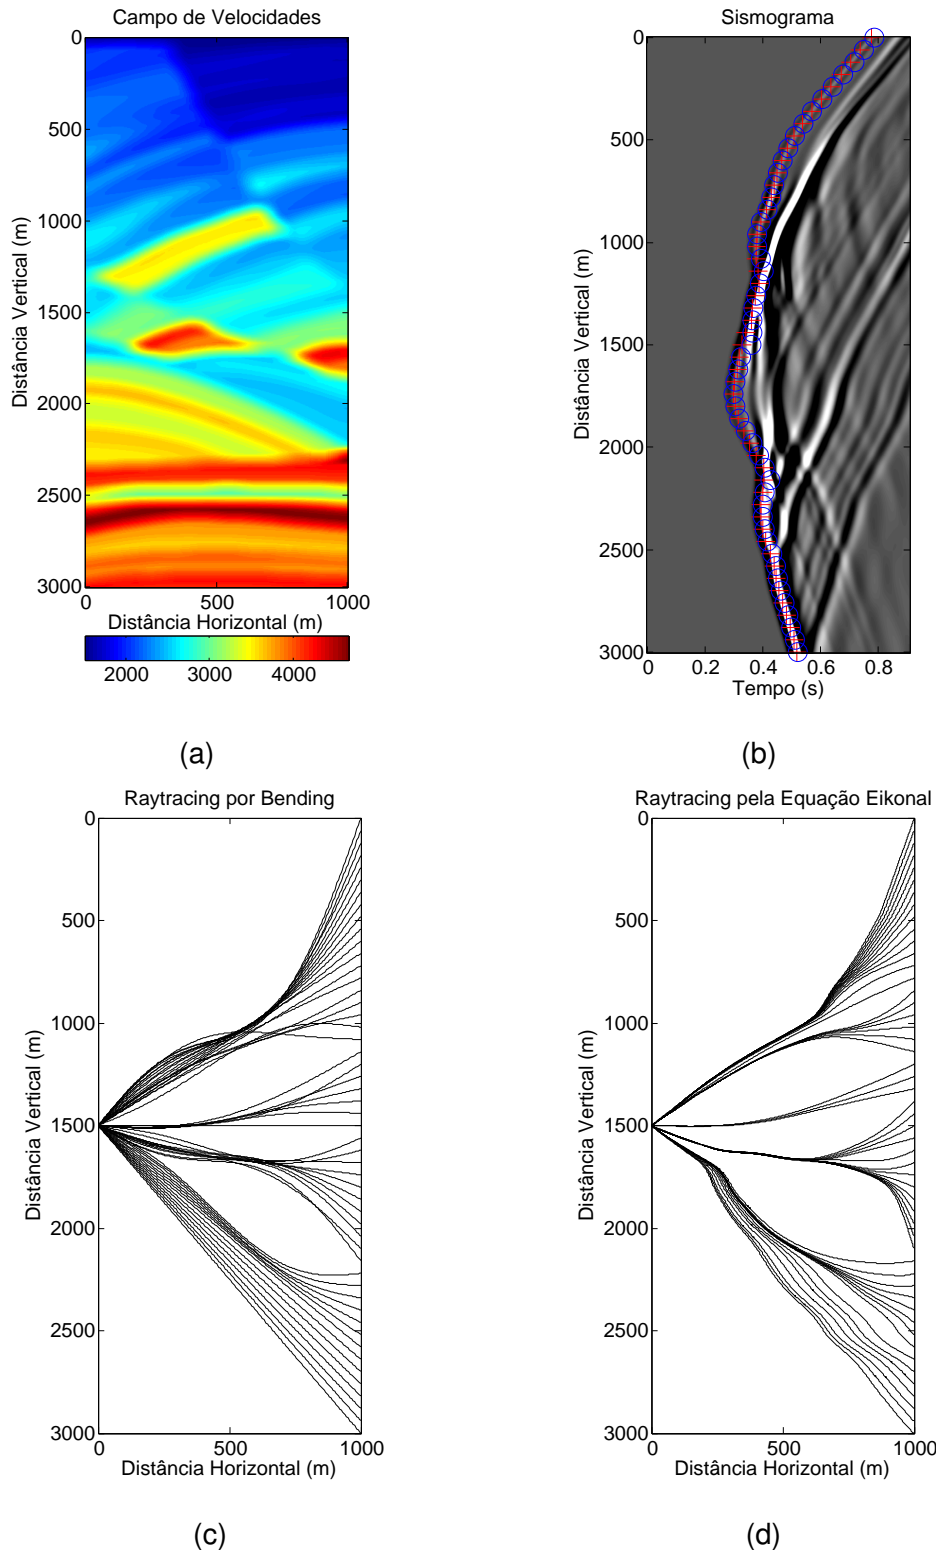 Campo de Velocidades
Distância Vertical (m)
0
500
1000
1500
2000
2500
3000
0 500 1000
Distância Horizontal (m)
2000 3000 4000
(a)
Sismograma
Distância Vertical (m)
0
500
1000
1500
2000
2500
3000
0 0.2 0.4 0.6 0.8
Tempo (s)
(b)
Raytracing por Bending
Distância Vertical (m)
0
500
1000
1500
2000
2500
3000
0 500 1000
Distância Horizontal (m)
(c)
Raytracing pela Equação Eikonal
Distância Vertical (m)
0
500
1000
1500
2000
2500
3000
0 500 1000
Distância Horizontal (m)
(d)